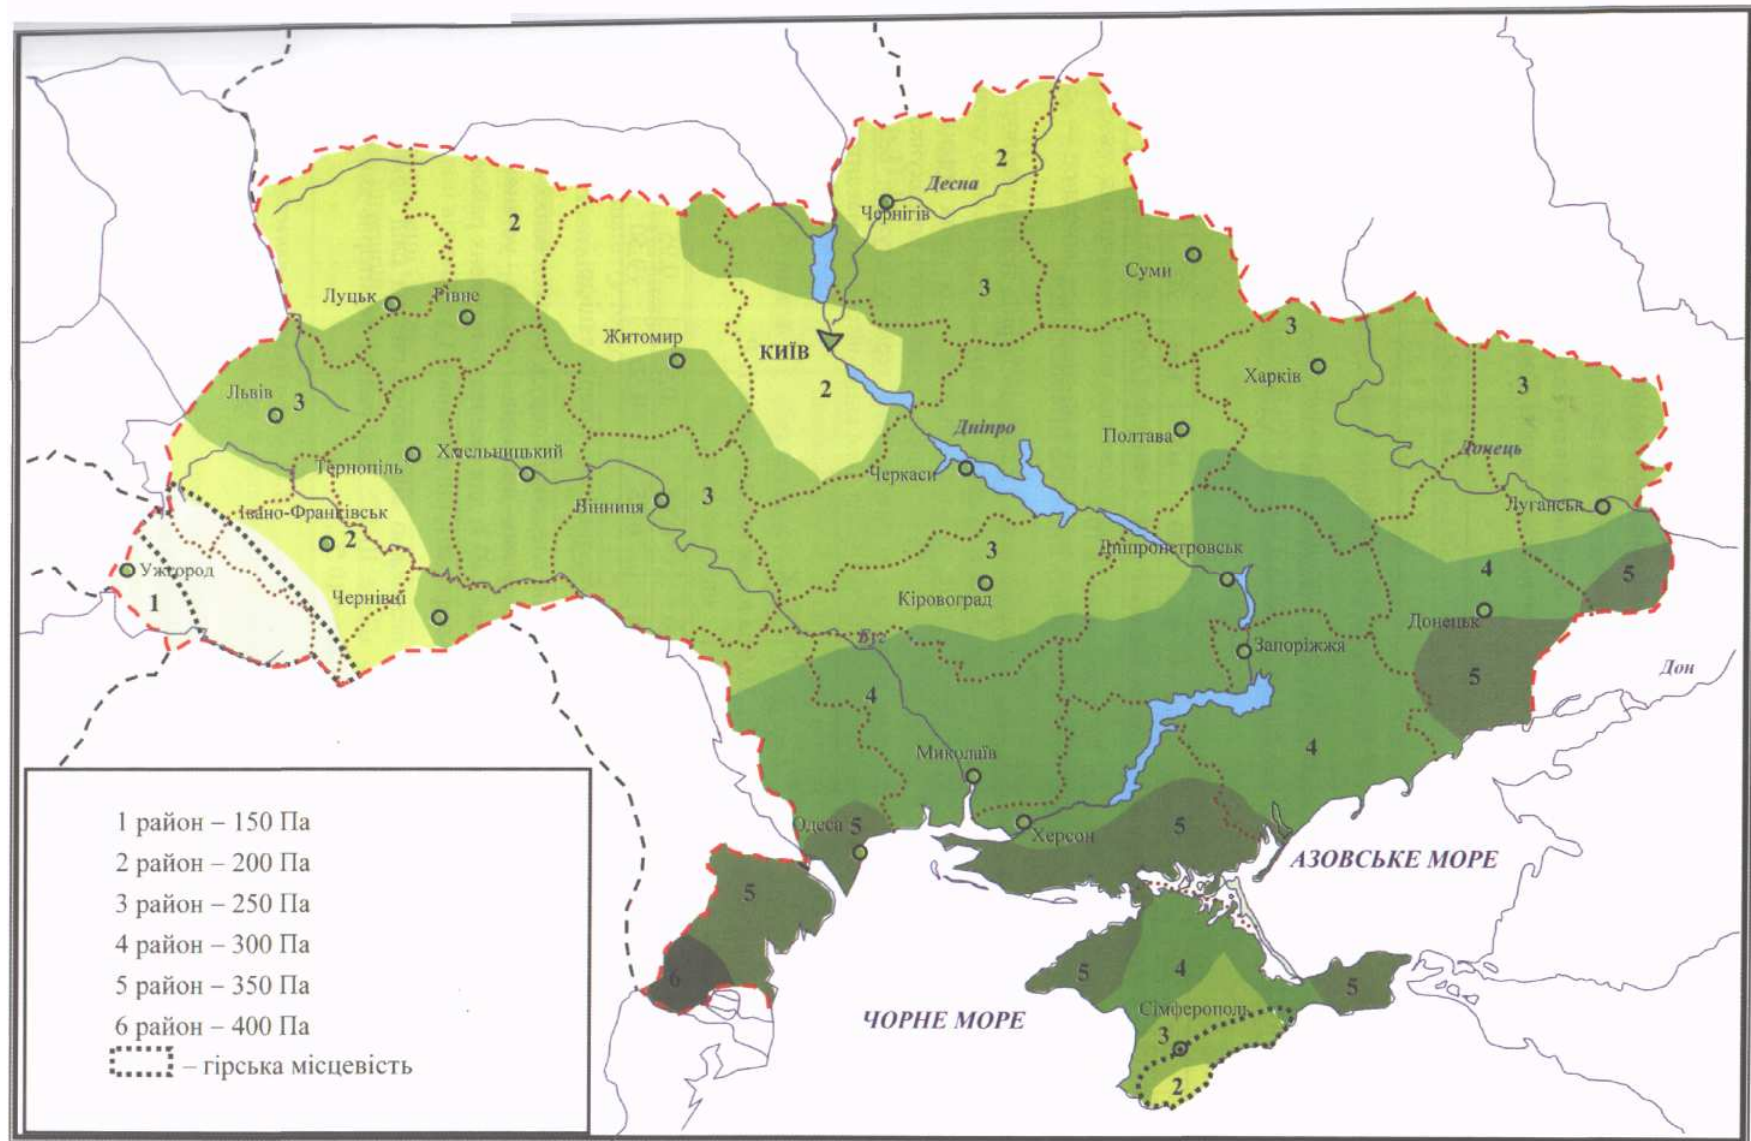 2
Десна
Чернігів
2
Суми
3
Луцьк
Рівне
3
Житомир
КИЇВ
Харків
3
Львів
3
2
Дніпро
Полтава
Донець
Тернопіль
Хмельницький
Черкаси
3
Вінниця
Луганськ
Івано-Франківськ
2
3
Дніпропетровськ
Ужгород
4
5
1
Чернівці
Кіровоград
Донецьк
Буг
Запоріжжя
Дон
5
4
4
Миколаїв
Одеса
5
Херсон
5
АЗОВСЬКЕ МОРЕ
5
6
5
4
5
ЧОРНЕ МОРЕ
Сімферополь
3
2
1 район – 150 Па
2 район – 200 Па
3 район – 250 Па
4 район – 300 Па
5 район – 350 Па
6 район – 400 Па
– гірська місцевість